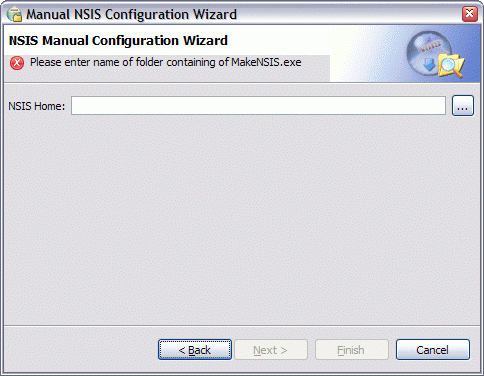 Manual NSIS Configuration Wizard
NSIS Manual Configuration Wizard
Please enter name of folder containing of MakeNSIS.exe
NSIS Home:
...
< Back
Next >
Finish
Cancel